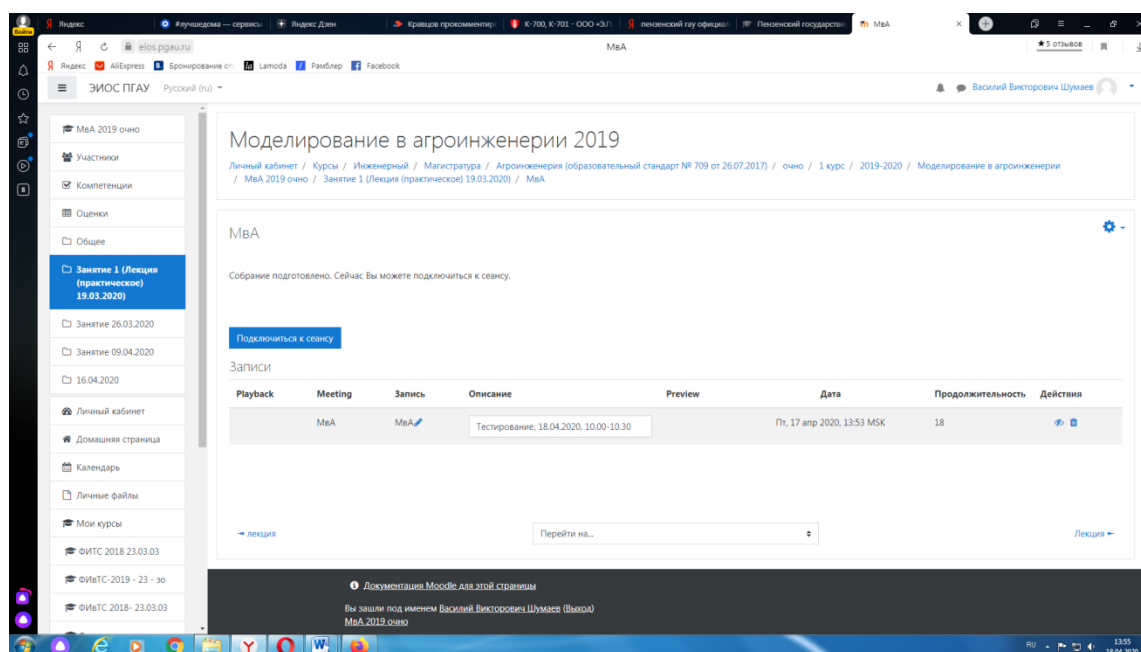 Войти
Яндекс
#лучшедома — сервисы
Яндекс.Дзен
Кравцов прокомментир
К-700, К-701 - ООО «ЭЛ
пензенский гау официал
Пензенский государстве
МвА
eios.pgau.ru
МвА
★5 отзывов
Яндекс
AliExpress
Бронирование от
Lamoda
Рамблер
Facebook
ЭИОС ПГАУ
Русский (ru)
Василий Викторович Шумаев
МвА 2019 очно
Участники
Компетенции
Оценки
Общее
Занятие 1 (Лекция
(практическое)
19.03.2020)
Занятие 26.03.2020
Занятие 09.04.2020
16.04.2020
Личный кабинет
Домашняя страница
Календарь
Личные файлы
Мои курсы
ФИТС 2018 23.03.03
ФИвТС-2019 - 23 - зо
ФИвТС 2018- 23.03.03
Моделирование в агроинженерии 2019
Личный кабинет / Курсы / Инженерный / Магистратура / Агроинженерия (образовательный стандарт № 709 от 26.07.2017) / очно / 1 курс / 2019-2020 / Моделирование в агроинженерии
/ МвА 2019 очно / Занятие 1 (Лекция (практическое) 19.03.2020) / МвА
МвА
Собрание подготовлено. Сейчас Вы можете подключиться к сеансу.
Подключиться к сеансу
Записи
Playback Meeting Запись Описание Preview Дата Продолжительность Действия
МвА МвА Тестирование, 18.04.2020, 10.00-10.30 Пт, 17 апр 2020, 13:53 MSK 18
◄ лекция
Перейти на...
Лекция ►
Документация Moodle для этой страницы
Вы зашли под именем Василий Викторович Шумаев (Выход)
МвА 2019 очно
RU
13:55
18.04.2020